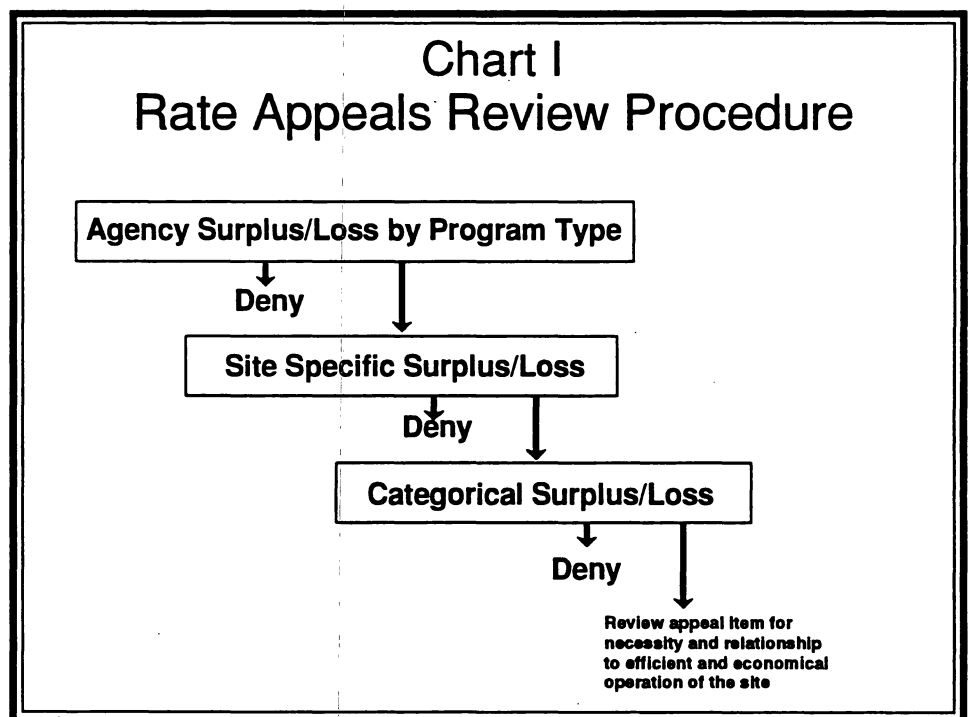 Chart I
Rate Appeals Review Procedure
Agency Surplus/Loss by Program Type
Deny
Site Specific Surplus/Loss
Deny
Categorical Surplus/Loss
Deny
Review appeal item for
necessity and relationship
to efficient and economical
operation of the site